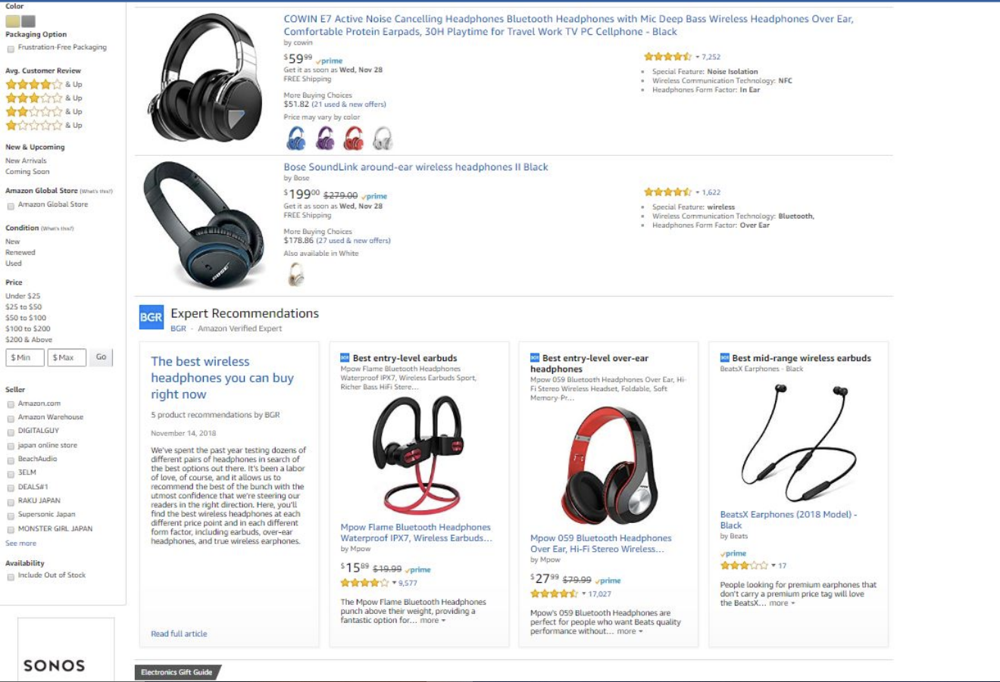 Color
Packaging Option
Frustration-Free Packaging
Avg. Customer Review
& Up
& Up
& Up
& Up
New & Upcoming
New Arrivals
Coming Soon
Amazon Global Store (What's this?)
Amazon Global Store
Condition (What's this?)
New
Renewed
Used
Price
Under $25
$25 to $50
$50 to $100
$100 to $200
$200 & Above
$ Min $ Max Go
Seller
Amazon.com
Amazon Warehouse
DIGITALGUY
japan online store
BeachAudio
3ELM
DEALS#1
RAKU JAPAN
Supersonic Japan
MONSTER GIRL JAPAN
See more
Availability
Include Out of Stock
SONOS
COWIN E7 Active Noise Cancelling Headphones Bluetooth Headphones with Mic Deep Bass Wireless Headphones Over Ear,
Comfortable Protein Earpads, 30H Playtime for Travel Work TV PC Cellphone - Black
by cowin
$59.99 prime
Get it as soon as Wed, Nov 28
FREE Shipping
More Buying Choices
$51.82 (21 used & new offers)
Price may vary by color
7,252
Special Feature: Noise Isolation
Wireless Communication Technology: NFC
Headphones Form Factor: In Ear
Bose SoundLink around-ear wireless headphones II Black
by Bose
$199.00 $279.00 prime
Get it as soon as Wed, Nov 28
FREE Shipping
More Buying Choices
$178.86 (27 used & new offers)
Also available in White
BOSE
1,622
Special Feature: wireless
Wireless Communication Technology: Bluetooth,
Headphones Form Factor: Over Ear
BGR
Expert Recommendations
BGR - Amazon Verified Expert
The best wireless
headphones you can buy
right now
5 product recommendations by BGR
November 14, 2018
We've spent the past year testing dozens of
different pairs of headphones in search of
the best options out there. It's been a labor
of love, of course, and it allows us to
recommend the best of the bunch with the
utmost confidence that we're steering our
readers in the right direction. Here, you'll
find the best wireless headphones at each
different price point and in each different
form factor, including earbuds, over-ear
headphones, and true wireless earphones.
Read full article
BGR Best entry-level earbuds
Mpow Flame Bluetooth Headphones
Waterproof IPX7, Wireless Earbuds Sport,
Richer Bass HiFi Stere...
Mpow Flame Bluetooth Headphones
Waterproof IPX7, Wireless Earbuds...
by Mpow
$15.89 $19.99 prime
9,577
The Mpow Flame Bluetooth Headphones
punch above their weight, providing a
fantastic option for... more
BGR Best entry-level over-ear
headphones
Mpow 059 Bluetooth Headphones Over Ear, Hi-
Fi Stereo Wireless Headset, Foldable, Soft
Memory-Pr...
Mpow 059 Bluetooth Headphones
Over Ear, Hi-Fi Stereo Wireless...
by Mpow
$27.99 $79.99 prime
17,027
Mpow's 059 Bluetooth Headphones are
perfect for people who want Beats quality
performance without... more
BGR Best mid-range wireless earbuds
BeatsX Earphones - Black
BeatsX Earphones (2018 Model) -
Black
by Beats
prime
17
People looking for premium earphones that
don't carry a premium price tag will love
the BeatsX... more
Electronics Gift Guide